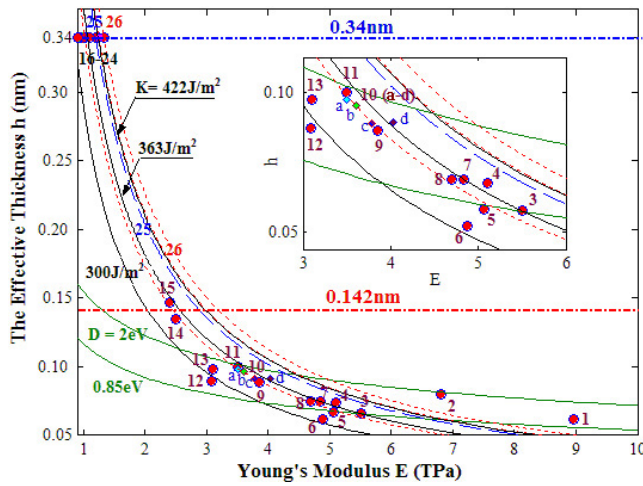 The Effective Thickness h (nm)
0.34
0.30
0.25
0.20
0.15
0.10
0.05
25
26
0.34nm
16-24
K= 422J/m²
363J/m²
25
26
300J/m²
15
14
0.142nm
D = 2eV
0.85eV
13
12
11
10
a
b
c
d
9
8
7
4
3
6
5
2
1
1
2
3
4
5
6
7
8
9
10
Young's Modulus E (TPa)
h
0.10
0.05
13
11
10 (a-d)
a
b
c
d
12
9
8
7
4
3
5
6
3
4
5
6
E